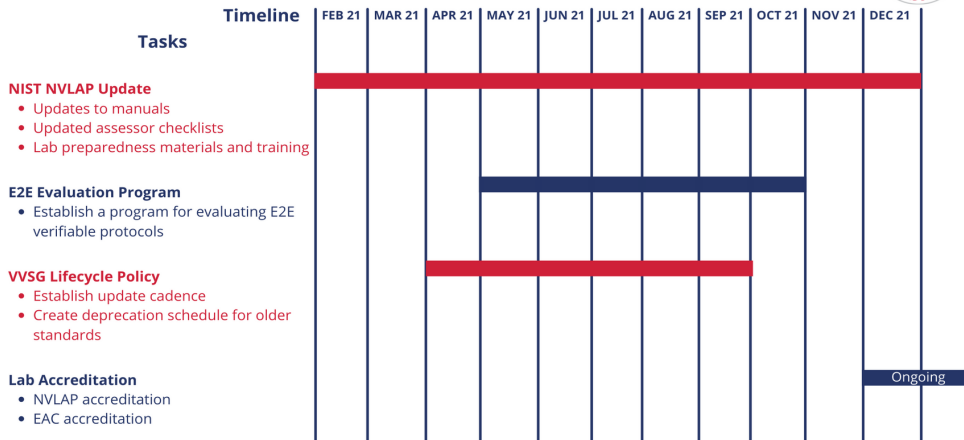 Timeline FEB 21 MAR 21 APR 21 MAY 21 JUN 21 JUL 21 AUG 21 SEP 21 OCT 21 NOV 21 DEC 21
Tasks
NIST NVLAP Update
• Updates to manuals
• Updated assessor checklists
• Lab preparedness materials and training
E2E Evaluation Program
• Establish a program for evaluating E2E
verifiable protocols
VVSG Lifecycle Policy
• Establish update cadence
• Create deprecation schedule for older
standards
Lab Accreditation
Ongoing
• NVLAP accreditation
• EAC accreditation